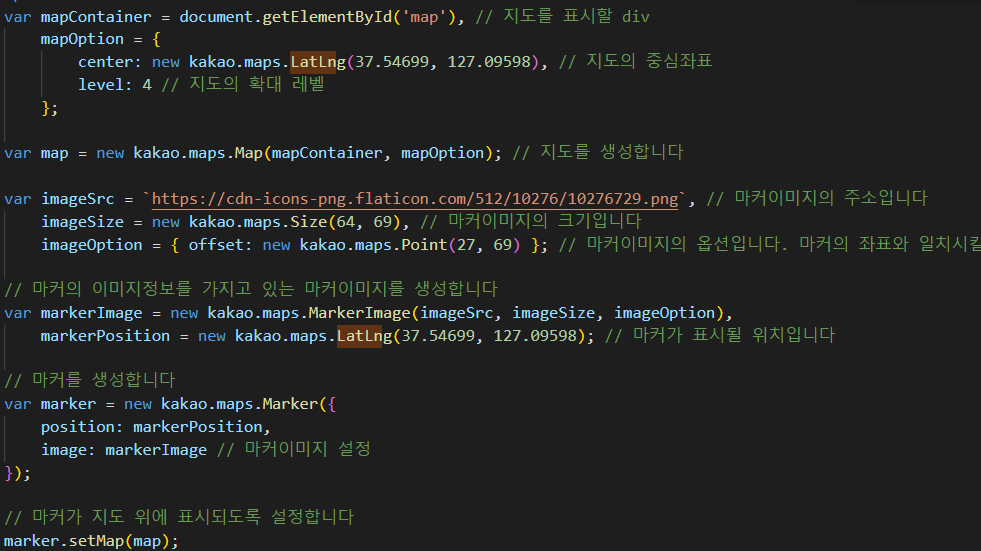 var mapContainer = document.getElementById('map'), // 지도를 표시할 div
    mapOption = {
        center: new kakao.maps.LatLng(37.54699, 127.09598), // 지도의 중심좌표
        level: 4 // 지도의 확대 레벨
    };
var map = new kakao.maps.Map(mapContainer, mapOption); // 지도를 생성합니다
var imageSrc = `https://cdn-icons-png.flaticon.com/512/10276/10276729.png`, // 마커이미지의 주소입니다
    imageSize = new kakao.maps.Size(64, 69), // 마커이미지의 크기입니다
    imageOption = { offset: new kakao.maps.Point(27, 69) }; // 마커이미지의 옵션입니다. 마커의 좌표와 일치시킬
// 마커의 이미지정보를 가지고 있는 마커이미지를 생성합니다
var markerImage = new kakao.maps.MarkerImage(imageSrc, imageSize, imageOption),
    markerPosition = new kakao.maps.LatLng(37.54699, 127.09598); // 마커가 표시될 위치입니다
// 마커를 생성합니다
var marker = new kakao.maps.Marker({
    position: markerPosition,
    image: markerImage // 마커이미지 설정
});
// 마커가 지도 위에 표시되도록 설정합니다
marker.setMap(map);